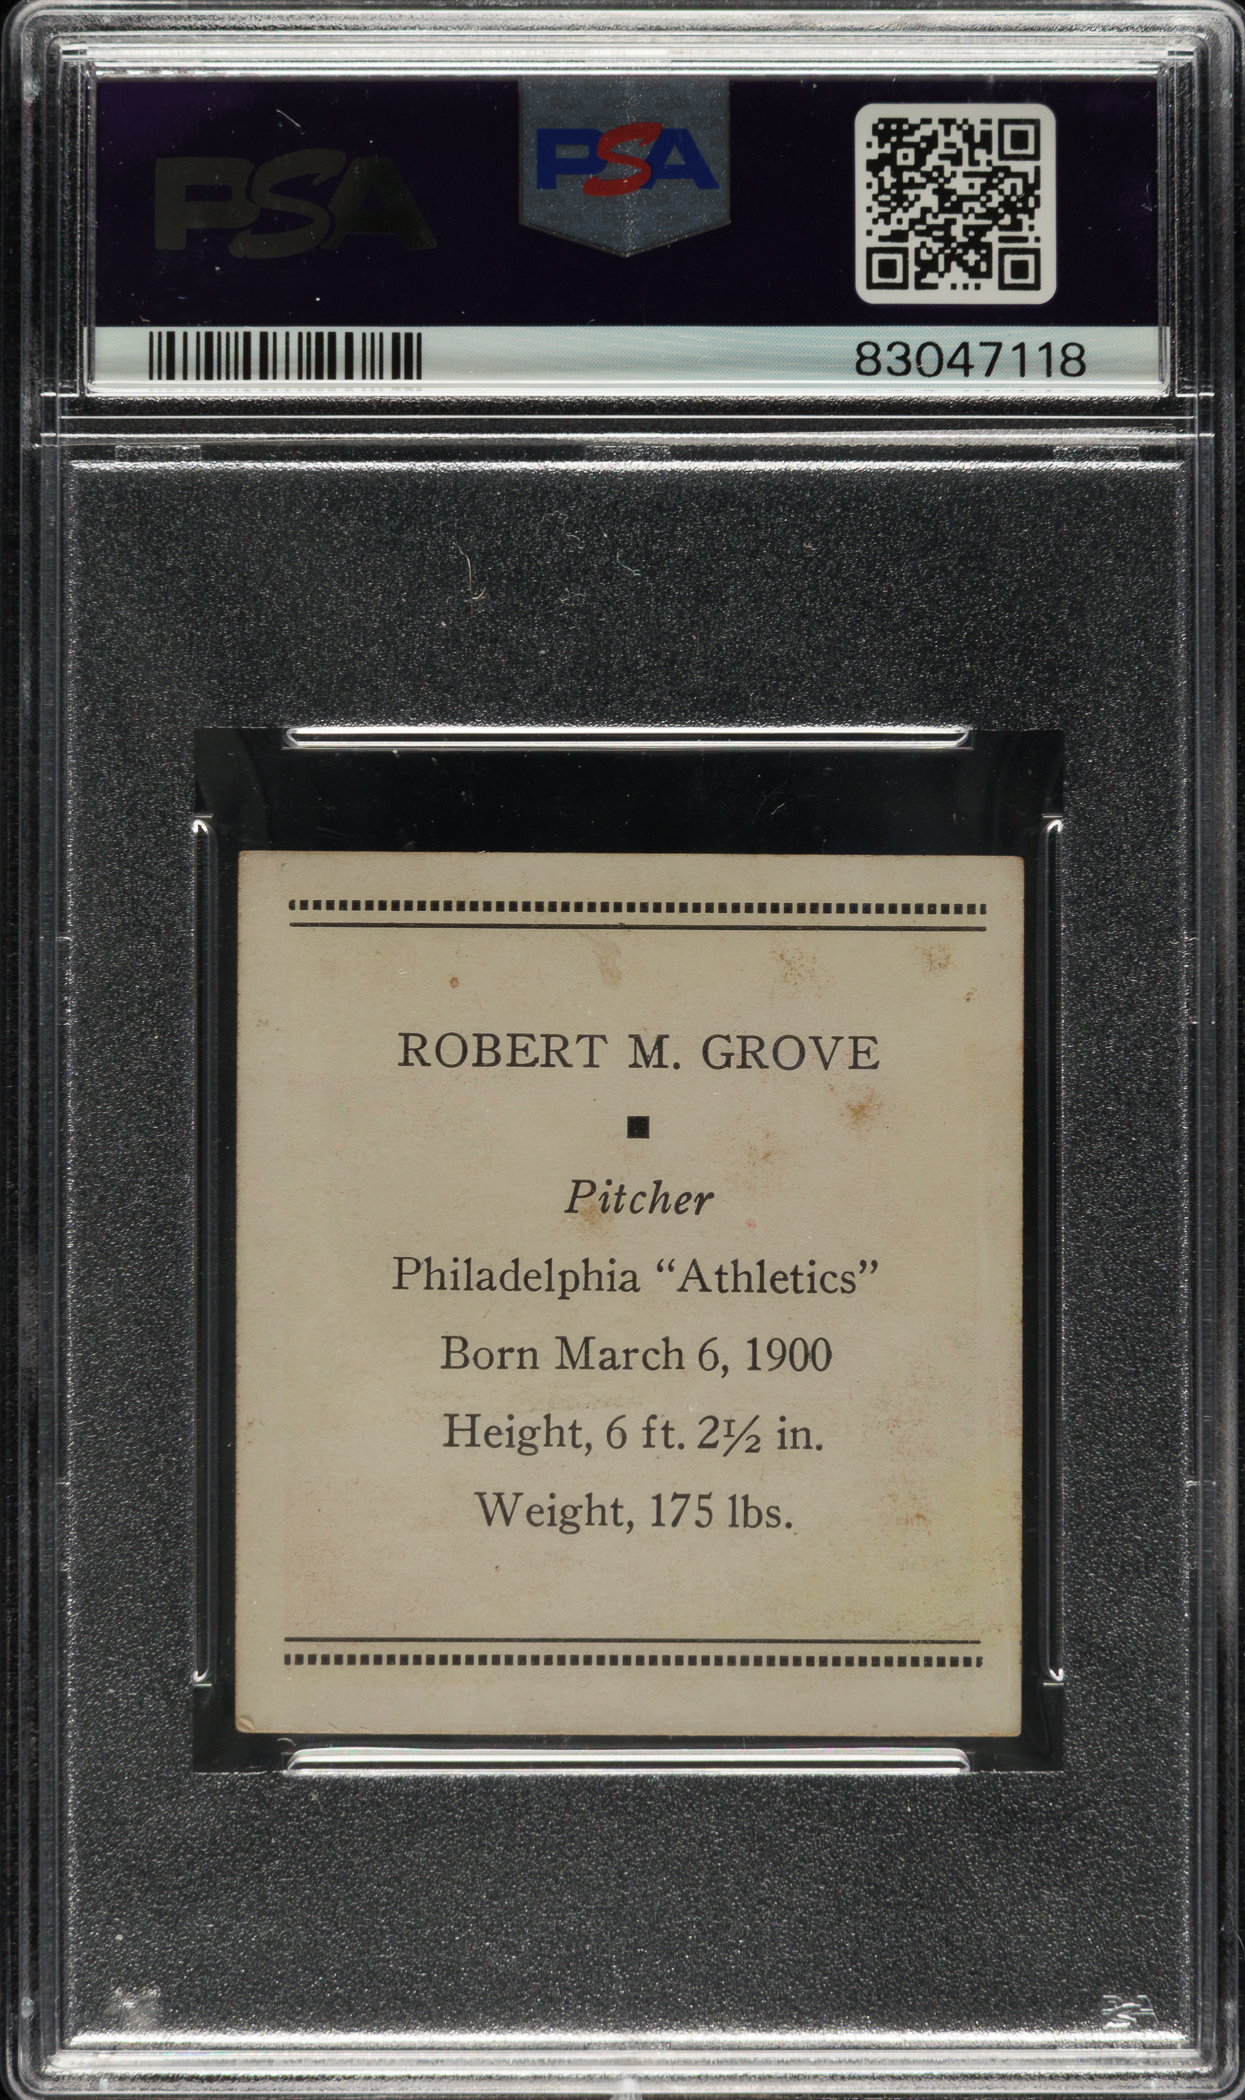 PSA
PSA
83047118
ROBERT M. GROVE
Pitcher
Philadelphia “Athletics”
Born March 6, 1900
Height, 6 ft. 2½ in.
Weight, 175 lbs.
PSA